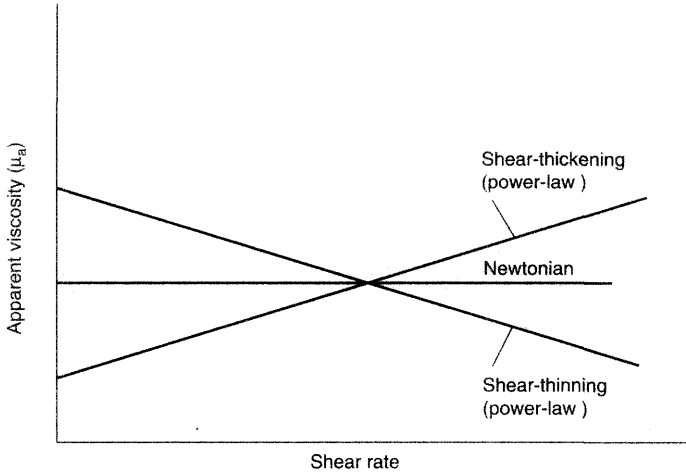 Apparent viscosity (μa)
Shear-thickening
(power-law )
Newtonian
Shear-thinning
(power-law )
Shear rate